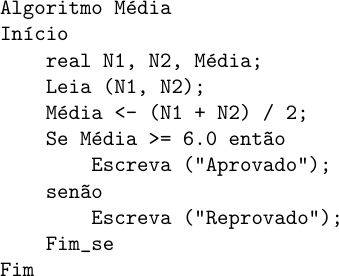 Algoritmo Média
Início
    real N1, N2, Média;
    Leia (N1, N2);
    Média <- (N1 + N2) / 2;
    Se Média >= 6.0 então
        Escreva ("Aprovado");
    senão
        Escreva ("Reprovado");
    Fim_se
Fim